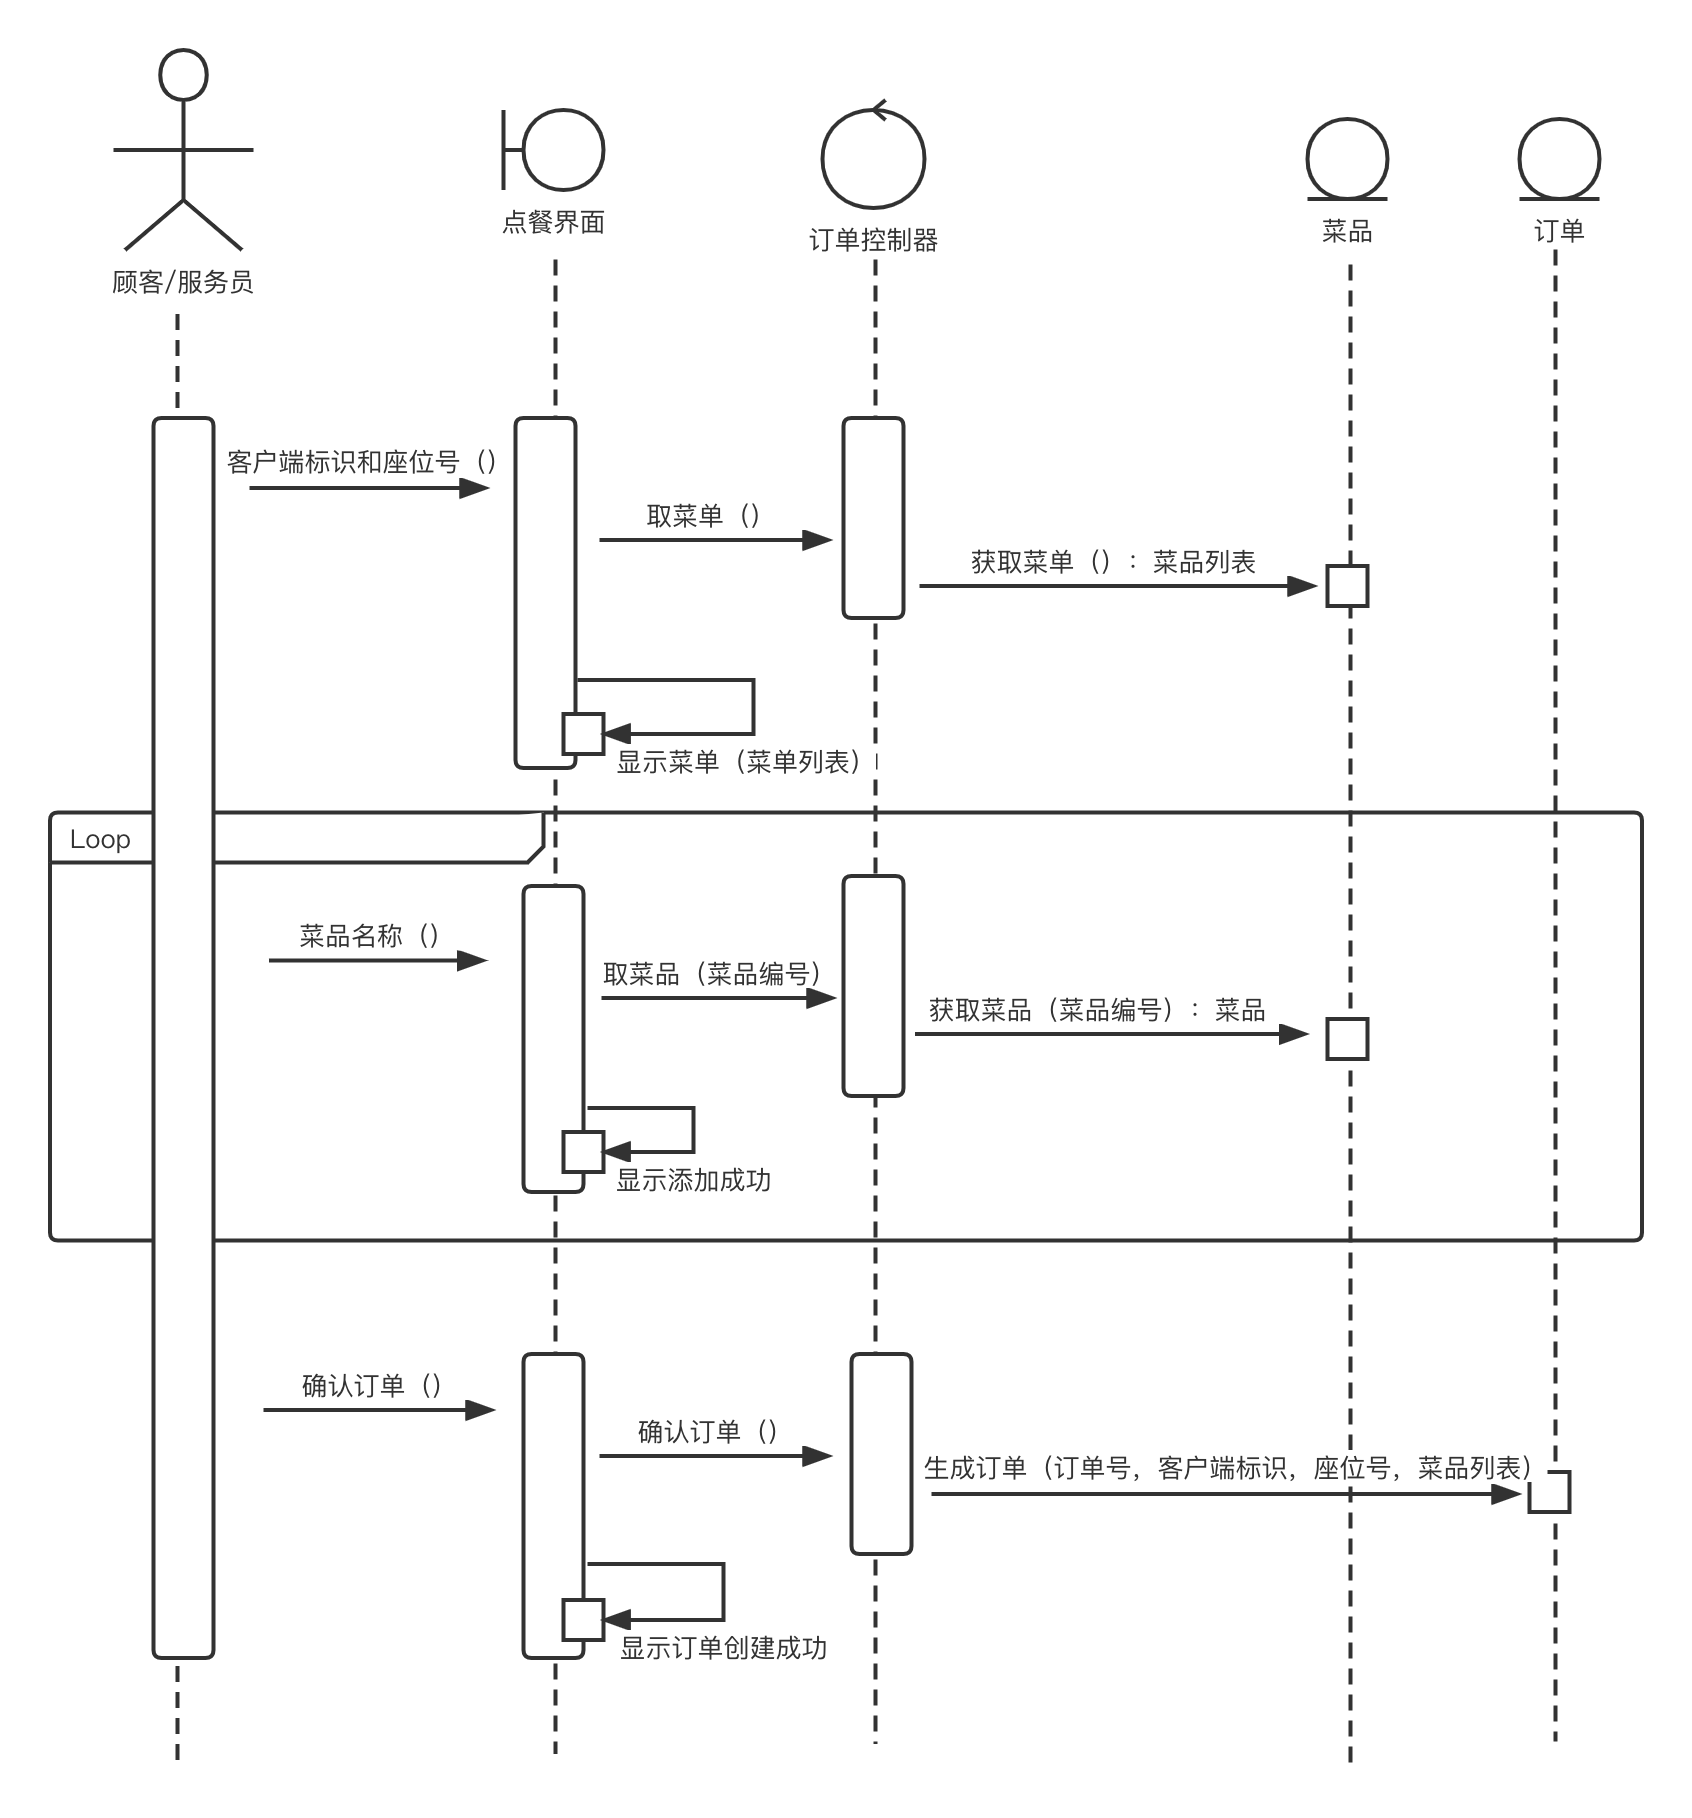 点餐界面
订单控制器
菜品
订单
顾客/服务员
客户端标识和座位号（）
取菜单（）
获取菜单（）：菜品列表
显示菜单（菜单列表）
Loop
菜品名称（）
取菜品（菜品编号）
获取菜品（菜品编号）：菜品
显示添加成功
确认订单（）
确认订单（）
生成订单（订单号，客户端标识，座位号，菜品列表）
显示订单创建成功